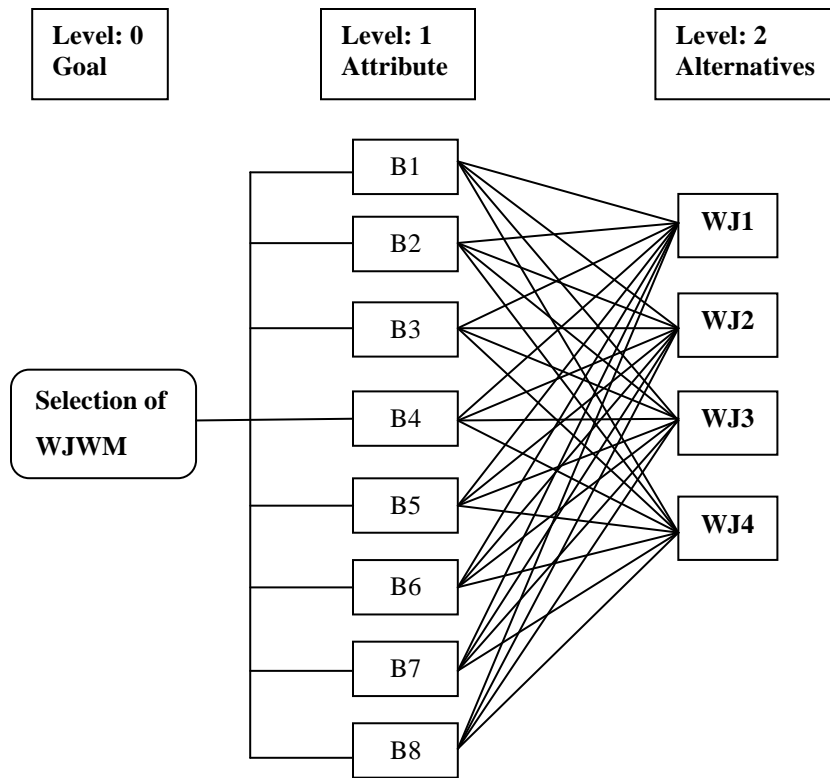 Level: 0
Goal
Level: 1
Attribute
Level: 2
Alternatives
B1
B2
B3
B4
B5
B6
B7
B8
Selection of
WJWM
WJ1
WJ2
WJ3
WJ4